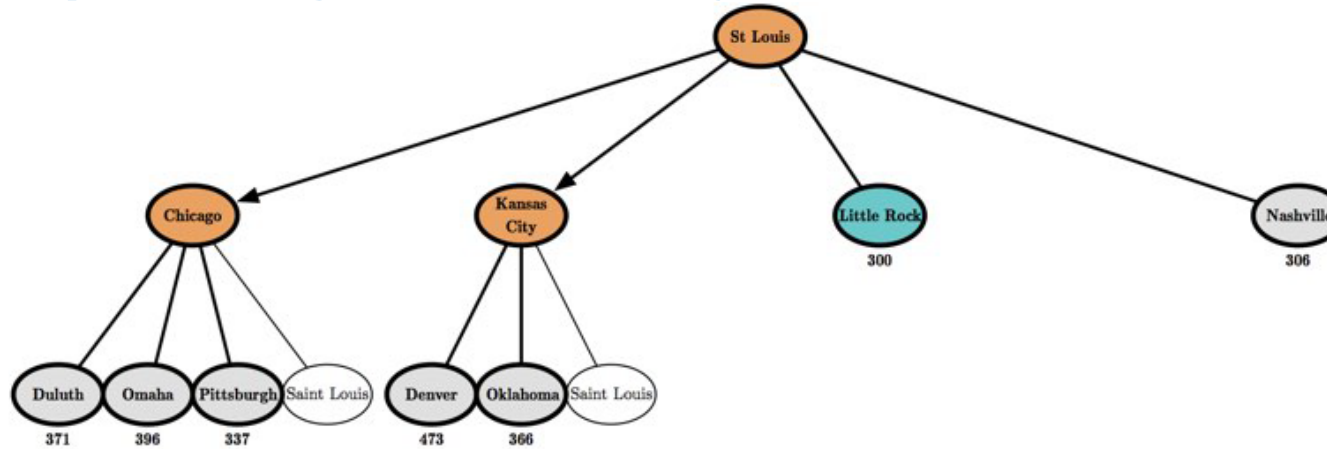 St Louis
Chicago
Kansas
City
Little Rock
Nashville
300
306
Duluth
Omaha
Pittsburgh
Saint Louis
Denver
Oklahoma
Saint Louis
371
396
337
473
366